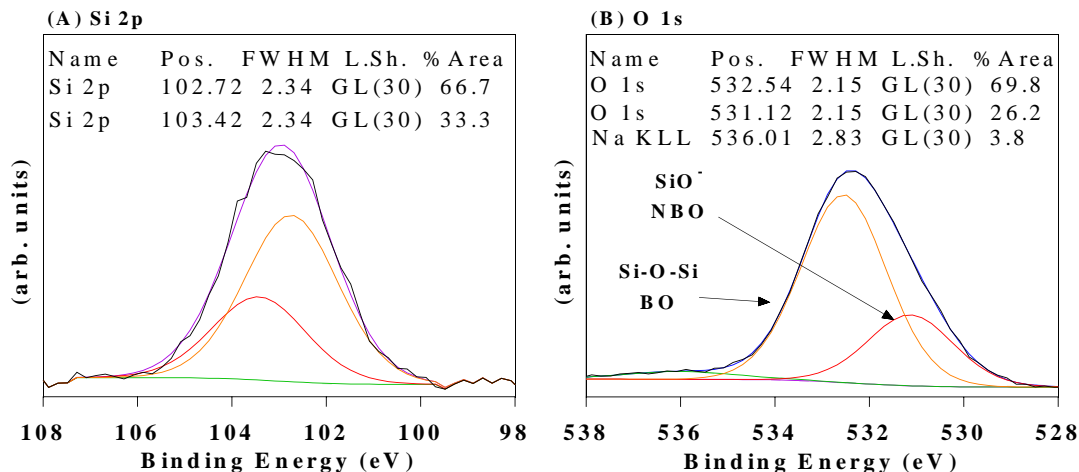 (A) Si 2p
Name Pos. FWHM L.Sh. %Area
Si 2p 102.72 2.34 GL(30) 66.7
Si 2p 103.42 2.34 GL(30) 33.3
(arb. units)
108 106 104 102 100 98
Binding Energy (eV)
(B) O 1s
Name Pos. FWHM L.Sh. %Area
O 1s 532.54 2.15 GL(30) 69.8
O 1s 531.12 2.15 GL(30) 26.2
Na KLL 536.01 2.83 GL(30) 3.8
SiO⁻
NBO
Si-O-Si
BO
(arb. units)
538 536 534 532 530 528
Binding Energy (eV)